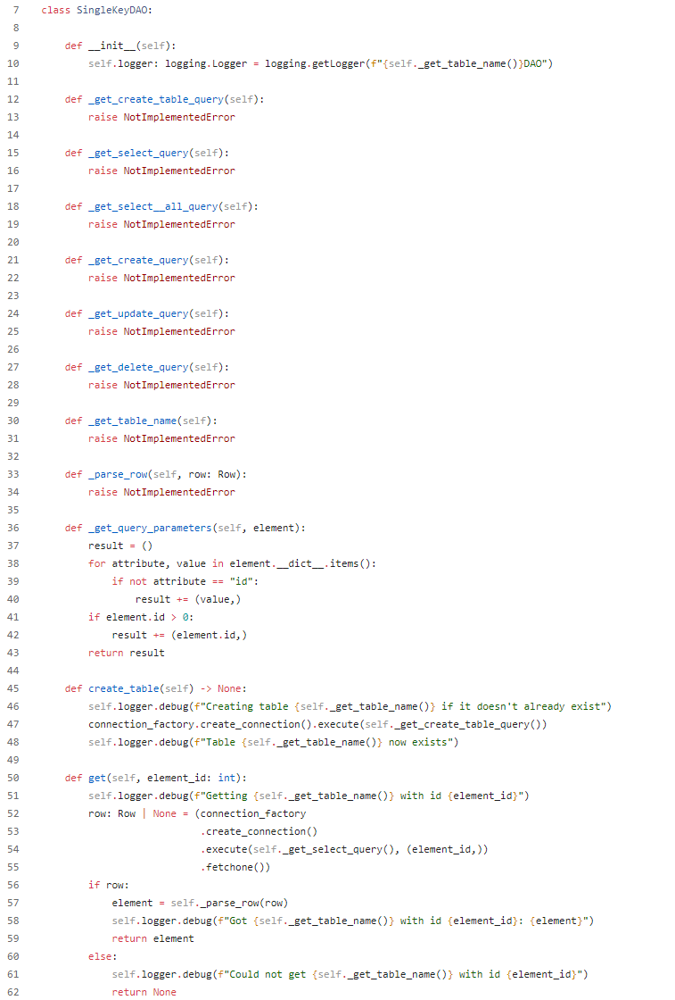 7 class SingleKeyDAO:
8
9     def __init__(self):
10         self.logger: logging.Logger = logging.getLogger(f"{self._get_table_name()}DAO")
11
12     def _get_create_table_query(self):
13         raise NotImplementedError
14
15     def _get_select_query(self):
16         raise NotImplementedError
17
18     def _get_select__all_query(self):
19         raise NotImplementedError
20
21     def _get_create_query(self):
22         raise NotImplementedError
23
24     def _get_update_query(self):
25         raise NotImplementedError
26
27     def _get_delete_query(self):
28         raise NotImplementedError
29
30     def _get_table_name(self):
31         raise NotImplementedError
32
33     def _parse_row(self, row: Row):
34         raise NotImplementedError
35
36     def _get_query_parameters(self, element):
37         result = ()
38         for attribute, value in element.__dict__.items():
39             if not attribute == "id":
40                 result += (value,)
41         if element.id > 0:
42             result += (element.id,)
43         return result
44
45     def create_table(self) -> None:
46         self.logger.debug(f"Creating table {self._get_table_name()} if it doesn't already exist")
47         connection_factory.create_connection().execute(self._get_create_table_query())
48         self.logger.debug(f"Table {self._get_table_name()} now exists")
49
50     def get(self, element_id: int):
51         self.logger.debug(f"Getting {self._get_table_name()} with id {element_id}")
52         row: Row | None = (connection_factory
53                            .create_connection()
54                            .execute(self._get_select_query(), (element_id,))
55                            .fetchone())
56         if row:
57             element = self._parse_row(row)
58             self.logger.debug(f"Got {self._get_table_name()} with id {element_id}: {element}")
59             return element
60         else:
61             self.logger.debug(f"Could not get {self._get_table_name()} with id {element_id}")
62             return None